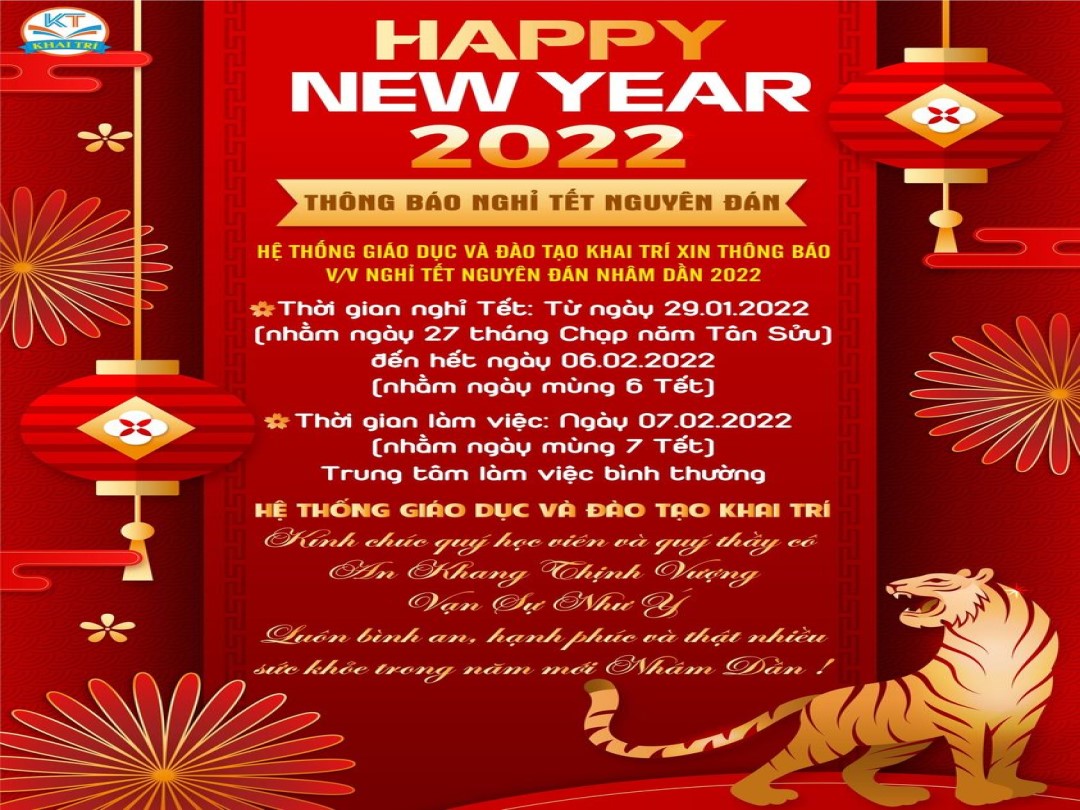 KT
KHAI TRÍ
HAPPY
NEW YEAR
2022
THÔNG BÁO NGHỈ TẾT NGUYÊN ĐÁN
HỆ THỐNG GIÁO DỤC VÀ ĐÀO TẠO KHAI TRÍ XIN THÔNG BÁO
V/V NGHỈ TẾT NGUYÊN ĐÁN NHÂM DẦN 2022
Thời gian nghỉ Tết: Từ ngày 29.01.2022
(nhằm ngày 27 tháng Chạp năm Tân Sửu)
đến hết ngày 06.02.2022
(nhằm ngày mùng 6 Tết)
Thời gian làm việc: Ngày 07.02.2022
(nhằm ngày mùng 7 Tết)
Trung tâm làm việc bình thường
HỆ THỐNG GIÁO DỤC VÀ ĐÀO TẠO KHAI TRÍ
Kính chúc quý học viên và quý thầy cô
An Khang Thịnh Vượng
Vạn Sự Như Ý
Luôn bình an, hạnh phúc và thật nhiều
sức khỏe trong năm mới Nhâm Dần !